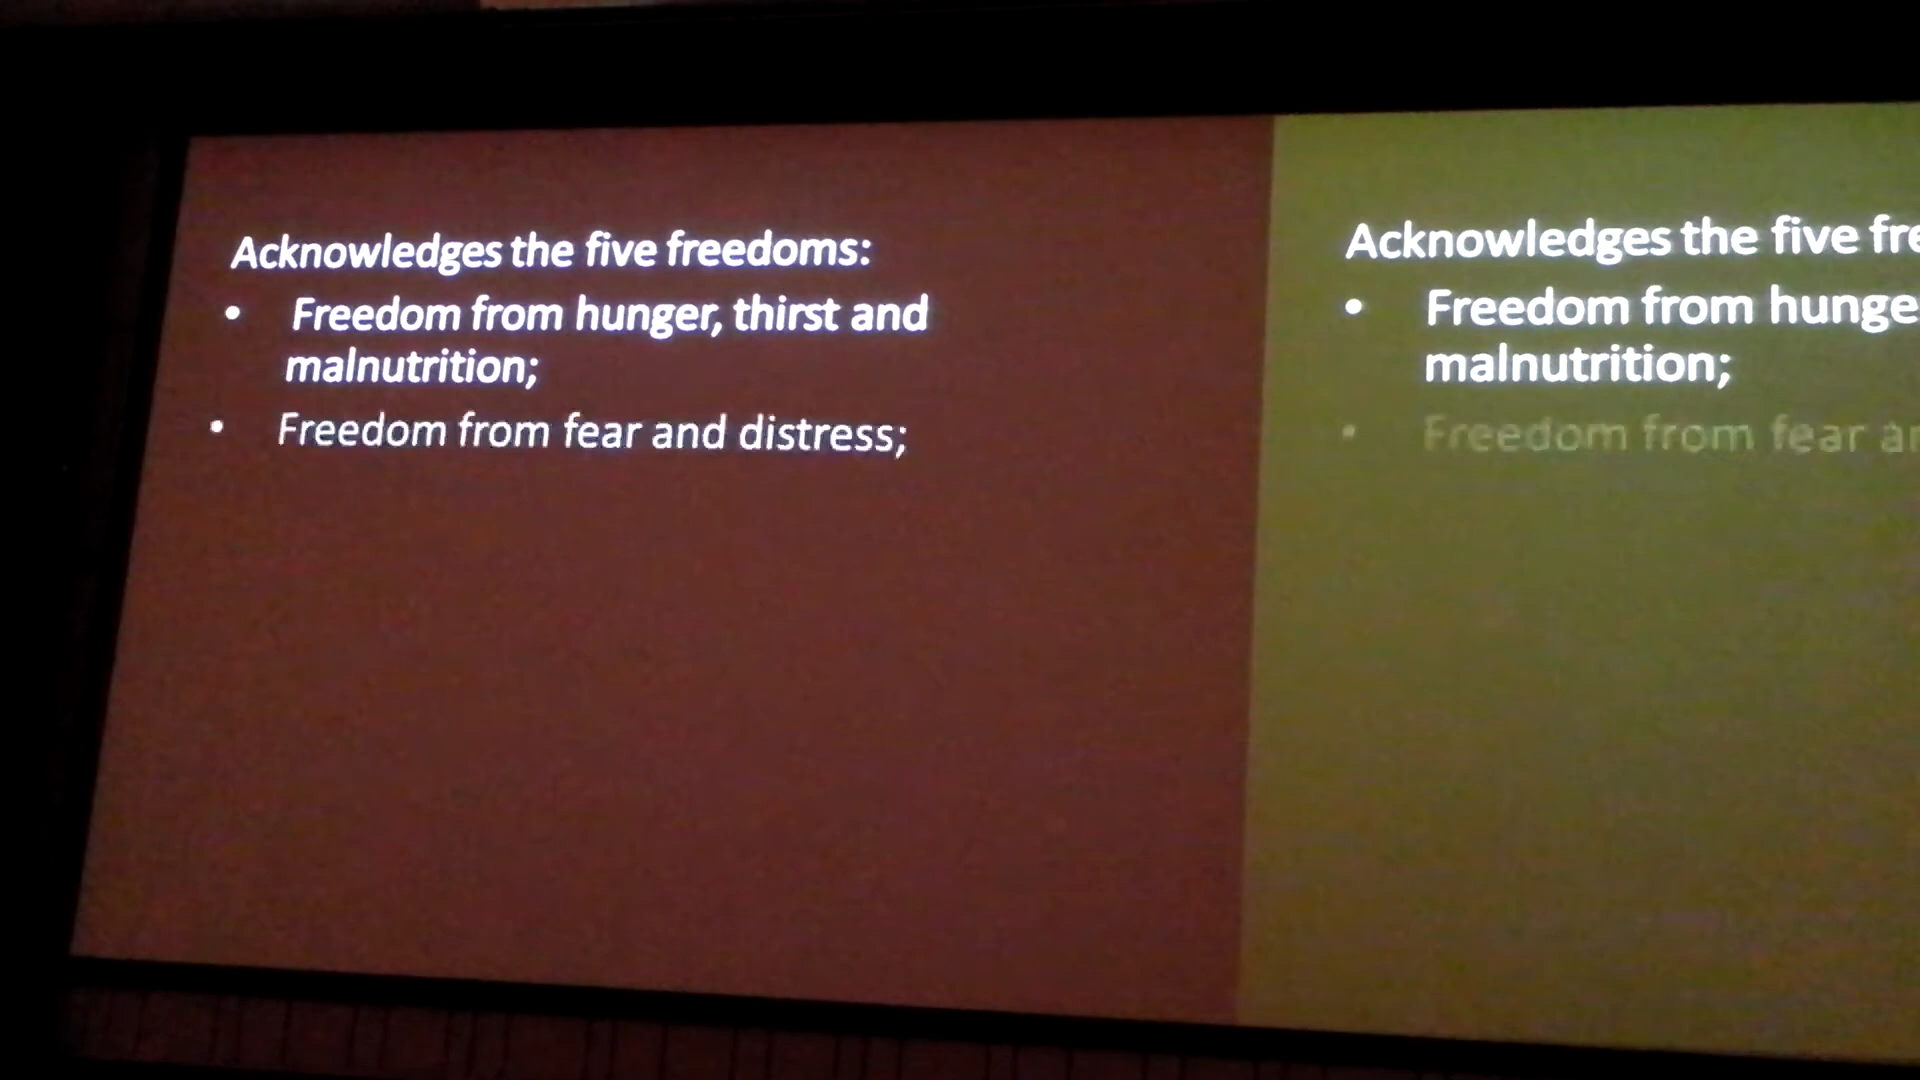 Acknowledges the five freedoms:
• Freedom from hunger, thirst and
malnutrition;
• Freedom from fear and distress;
Acknowledges the five
• Freedom from
malnutrition;
• Freedom from fear